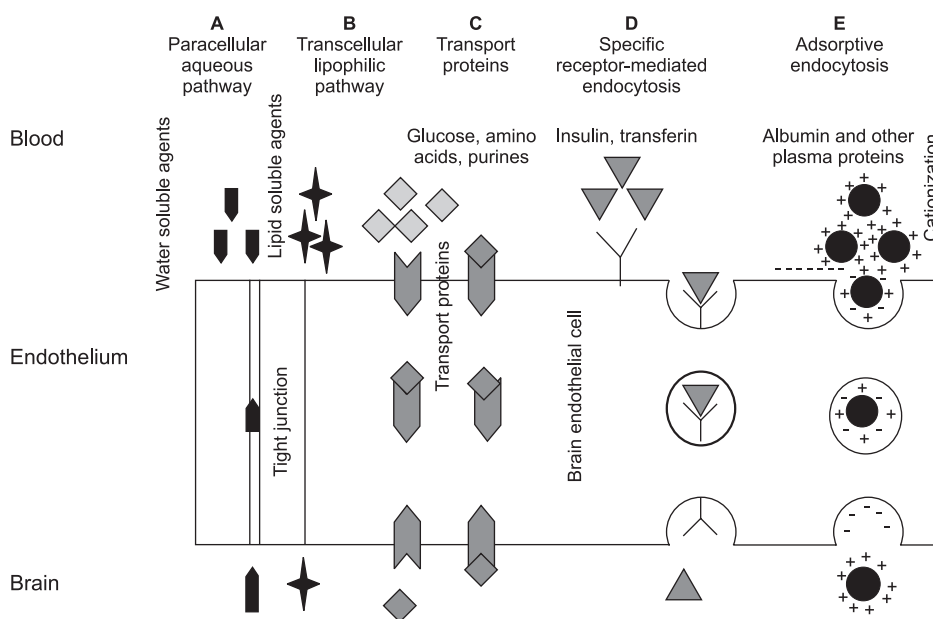 A
Paracellular
aqueous
pathway
B
Transcellular
lipophilic
pathway
C
Transport
proteins
D
Specific
receptor-mediated
endocytosis
E
Adsorptive
endocytosis
Blood
Water soluble agents
Lipid soluble agents
Glucose, amino
acids, purines
Insulin, transferin
Albumin and other
plasma proteins
Cationization
Endothelium
Tight junction
Transport proteins
Brain endothelial cell
Brain